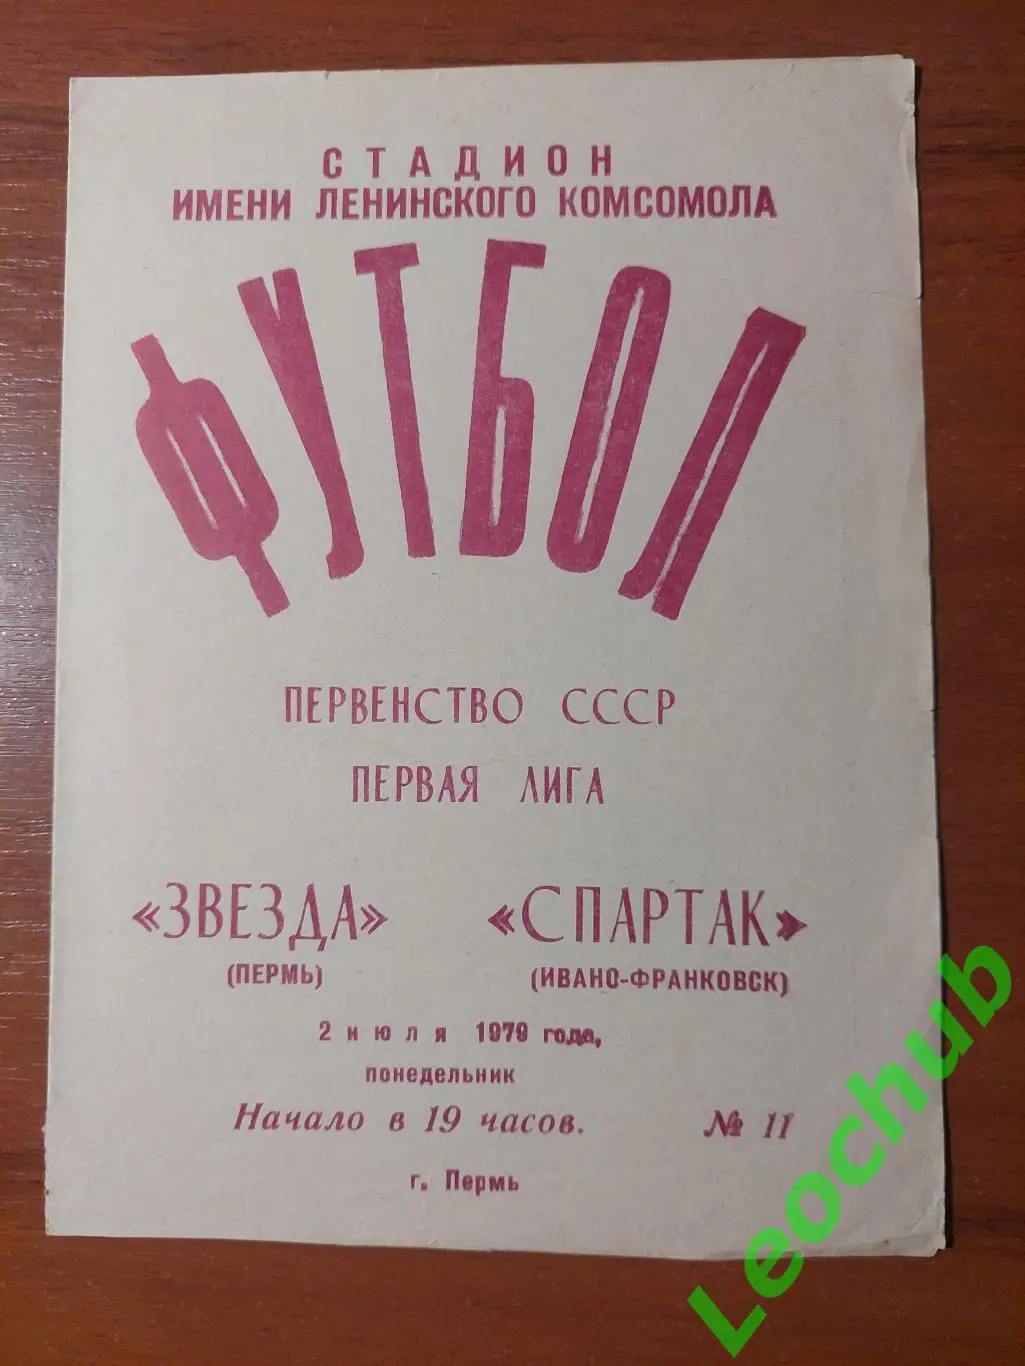 СТАДИОН
ИМЕНИ ЛЕНИНСКОГО КОМСОМОЛА
ФУТБОЛ
ПЕРВЕНСТВО СССР
ПЕРВАЯ ЛИГА
«ЗВЕЗДА» «СПАРТАК»
(ПЕРМЬ) (ИВАНО-ФРАНКОВСК)
2 июля 1979 года,
понедельник
Начало в 19 часов. № 11
г. Пермь
Leochub